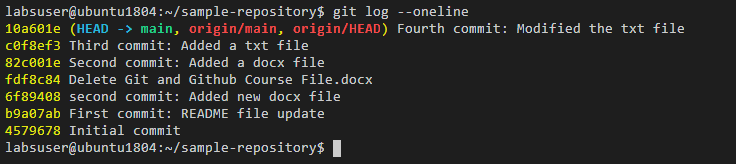 labsuser@ubuntu1804:~/sample-repository$ git log --oneline
10a601e (HEAD -> main, origin/main, origin/HEAD) Fourth commit: Modified the txt file
c0f8ef3 Third commit: Added a txt file
82c001e Second commit: Added a docx file
fdf8c84 Delete Git and Github Course File.docx
6f89408 second commit: Added new docx file
b9a07ab First commit: README file update
4579678 Initial commit
labsuser@ubuntu1804:~/sample-repository$